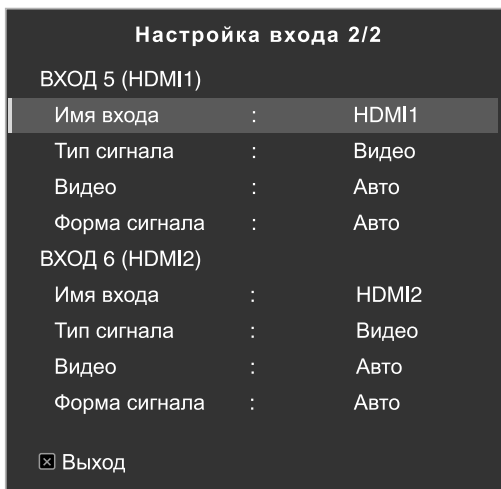 Настройка входа 2/2
ВХОД 5 (HDMI1)
Имя входа : HDMI1
Тип сигнала : Видео
Видео : Авто
Форма сигнала : Авто
ВХОД 6 (HDMI2)
Имя входа : HDMI2
Тип сигнала : Видео
Видео : Авто
Форма сигнала : Авто
Выход